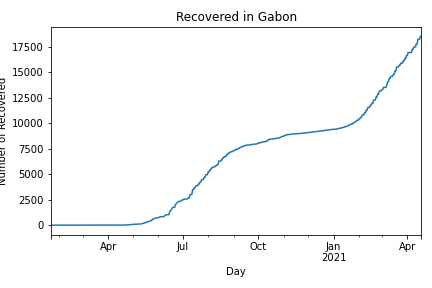 Recovered in Gabon
Number of Recovered
17500
15000
12500
10000
7500
5000
2500
0
Apr
Jul
Oct
Jan
2021
Apr
Day